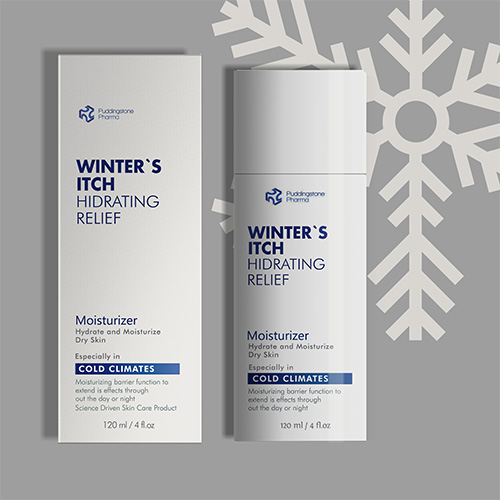 Puddingstone
Pharma
WINTER`S
ITCH
HIDRATING
RELIEF
Moisturizer
Hydrate and Moisturize
Dry Skin
Especially in
COLD CLIMATES
Moisturizing barrier function to
extend is effects through
out the day or night
Science Driven Skin Care Product
120 ml / 4 fl.oz
Puddingstone
Pharma
WINTER`S
ITCH
HIDRATING
RELIEF
Moisturizer
Hydrate and Moisturize
Dry Skin
Especially in
COLD CLIMATES
Moisturizing barrier function to
extend is effects through
out the day or night
120 ml / 4 fl.oz